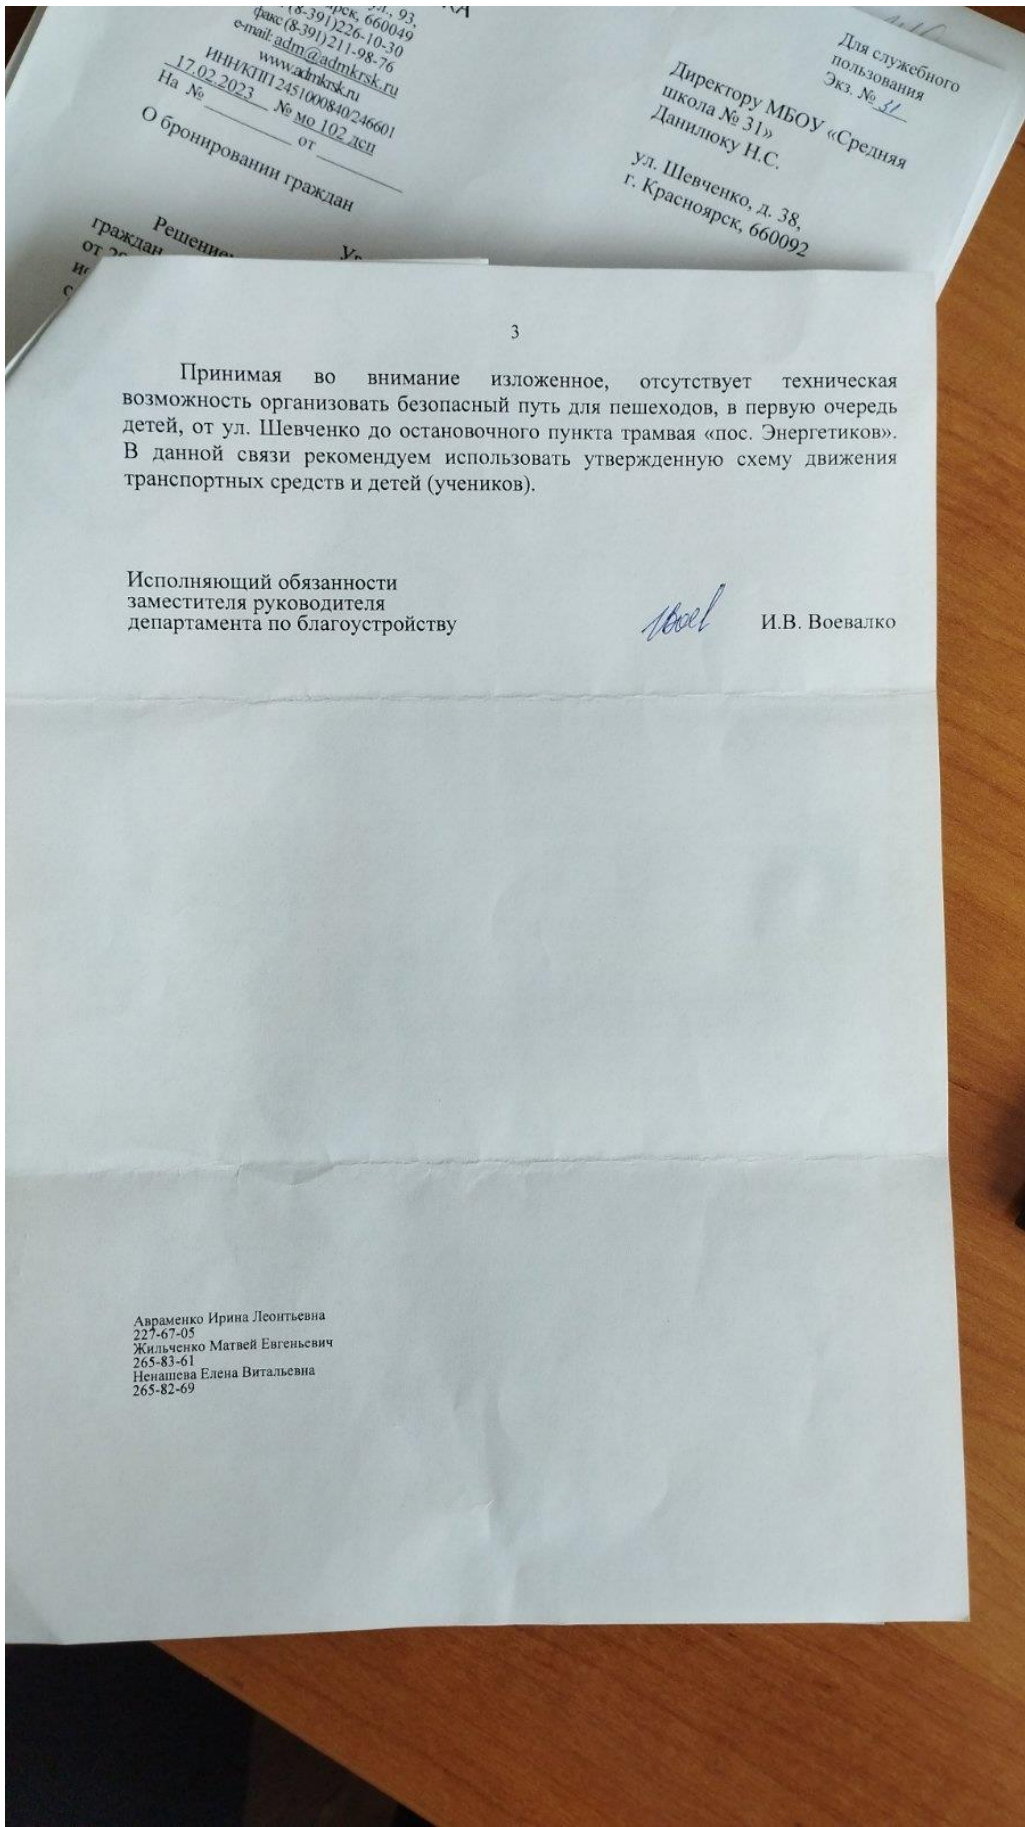 КА
ул., 93,
рск, 660049
(8-391)226-10-30
факс (8-391)211-98-76
e-mail: adm@admkrsk.ru
www.admkrsk.ru
ИНН/КПП 2451000840/246601
17.02.2023 № мо 102 дсп
На № от
О бронировании граждан
Для служебного
пользования
Экз. № 31
Директору МБОУ «Средняя
школа № 31»
Данилюку Н.С.
ул. Шевченко, д. 38,
г. Красноярск, 660092
граждан
от
3
Принимая во внимание изложенное, отсутствует техническая
возможность организовать безопасный путь для пешеходов, в первую очередь
детей, от ул. Шевченко до остановочного пункта трамвая «пос. Энергетиков».
В данной связи рекомендуем использовать утвержденную схему движения
транспортных средств и детей (учеников).
Исполняющий обязанности
заместителя руководителя
департамента по благоустройству И.В. Воевалко
Авраменко Ирина Леонтьевна
227-67-05
Жильченко Матвей Евгеньевич
265-83-61
Ненашева Елена Витальевна
265-82-69